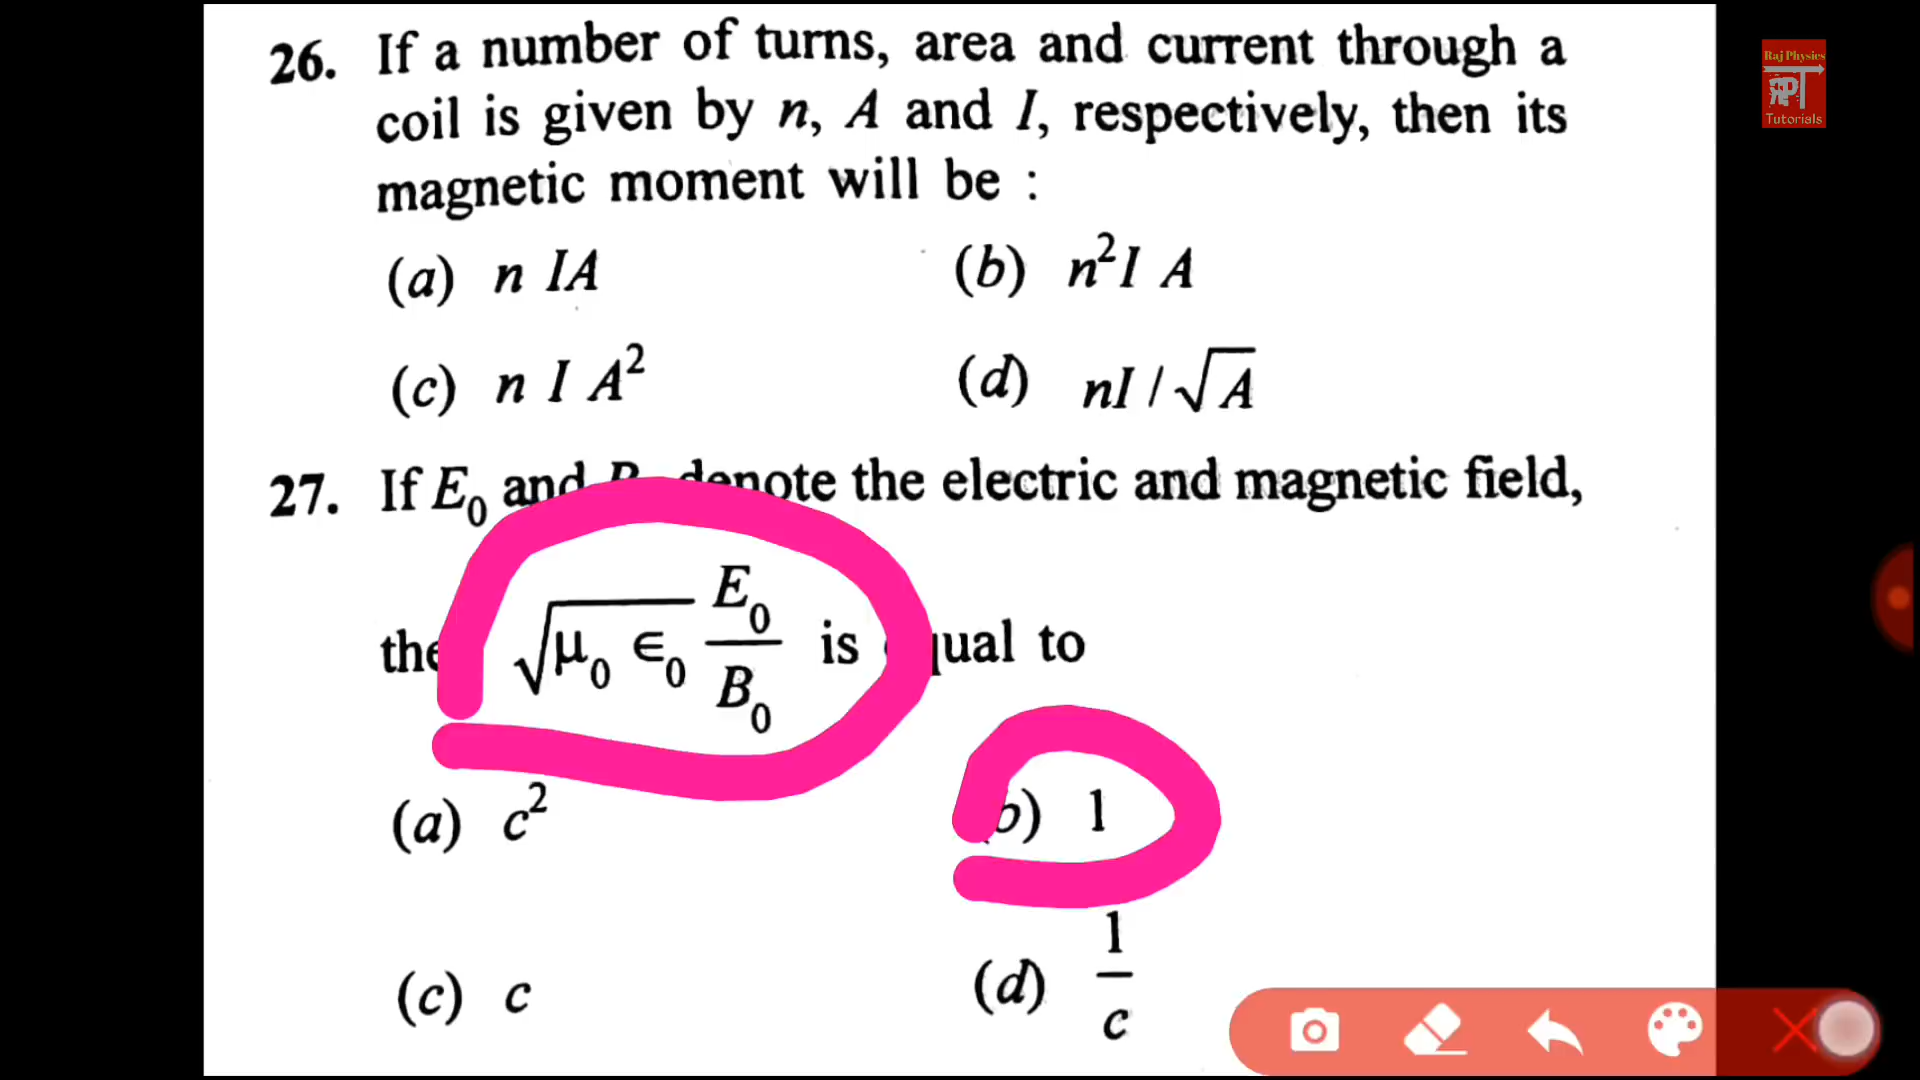 26. If a number of turns, area and current through a
coil is given by n, A and I, respectively, then its
magnetic moment will be :
(a) n IA (b) n²I A
(c) n I A² (d) nI / √A
27. If E₀ and denote the electric and magnetic field,
√μ₀ ∈₀ E₀/B₀ is equal to
(a) c² (b) 1
(c) c (d) 1/c
Raj Physics
RPT
Tutorials